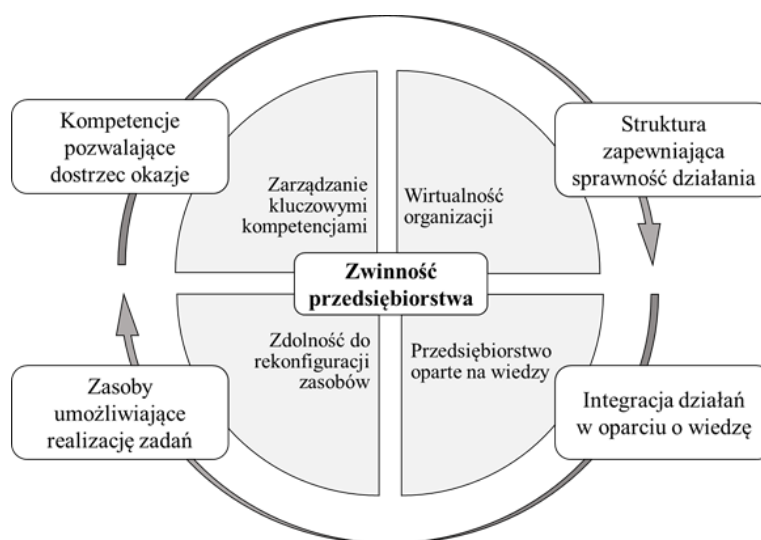 Kompetencje
pozwalające
dostrzec okazje
Struktura
zapewniająca
sprawność działania
Zarządzanie
kluczowymi
kompetencjami
Wirtualność
organizacji
Zwinność
przedsiębiorstwa
Zdolność do
rekonfiguracji
zasobów
Przedsiębiorstwo
oparte na wiedzy
Zasoby
umożliwiające
realizację zadań
Integracja działań
w oparciu o wiedzę